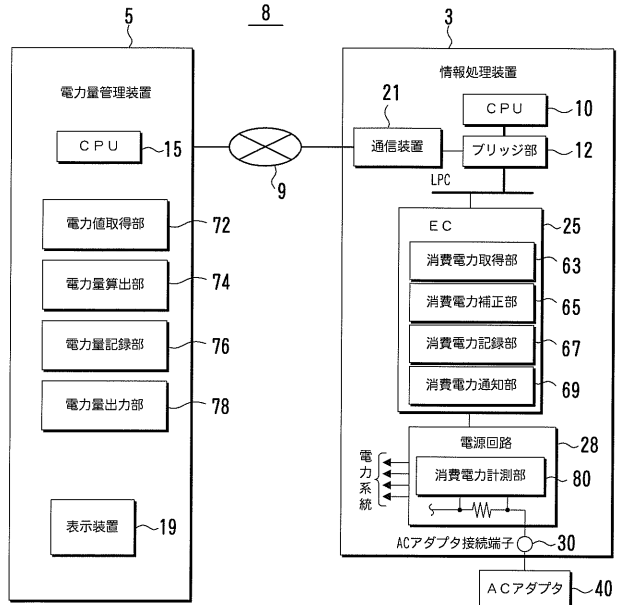 8
5
電力量管理装置
CPU
15
電力値取得部
72
電力量算出部
74
電力量記録部
76
電力量出力部
78
表示装置
19
9
3
情報処理装置
21
通信装置
CPU
10
ブリッジ部
12
LPC
EC
25
消費電力取得部
63
消費電力補正部
65
消費電力記録部
67
消費電力通知部
69
電源回路
28
電力系統
消費電力計測部
80
ACアダプタ接続端子
30
ACアダプタ
40